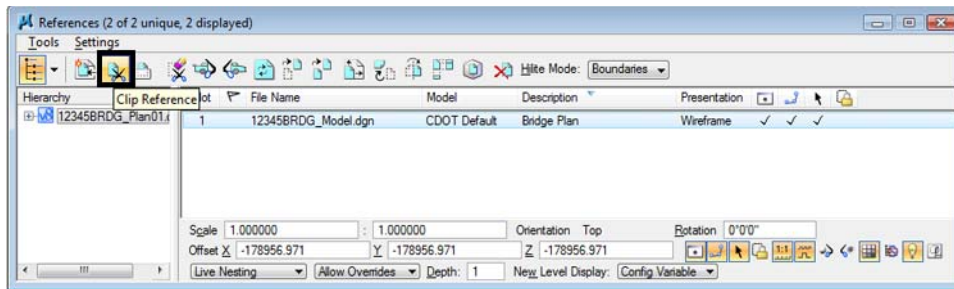 References (2 of 2 unique, 2 displayed)
Tools Settings
Hilite Mode: Boundaries
Hierarchy Clip Reference lot File Name Model Description Presentation
12345BRDG_Plan01.d 1 12345BRDG_Model.dgn CDOT Default Bridge Plan Wireframe
Scale 1.000000 : 1.000000 Orientation Top Rotation 0°0'0"
Offset X -178956.971 Y -178956.971 Z -178956.971 1:1
Live Nesting Allow Overrides Depth: 1 New Level Display: Config Variable